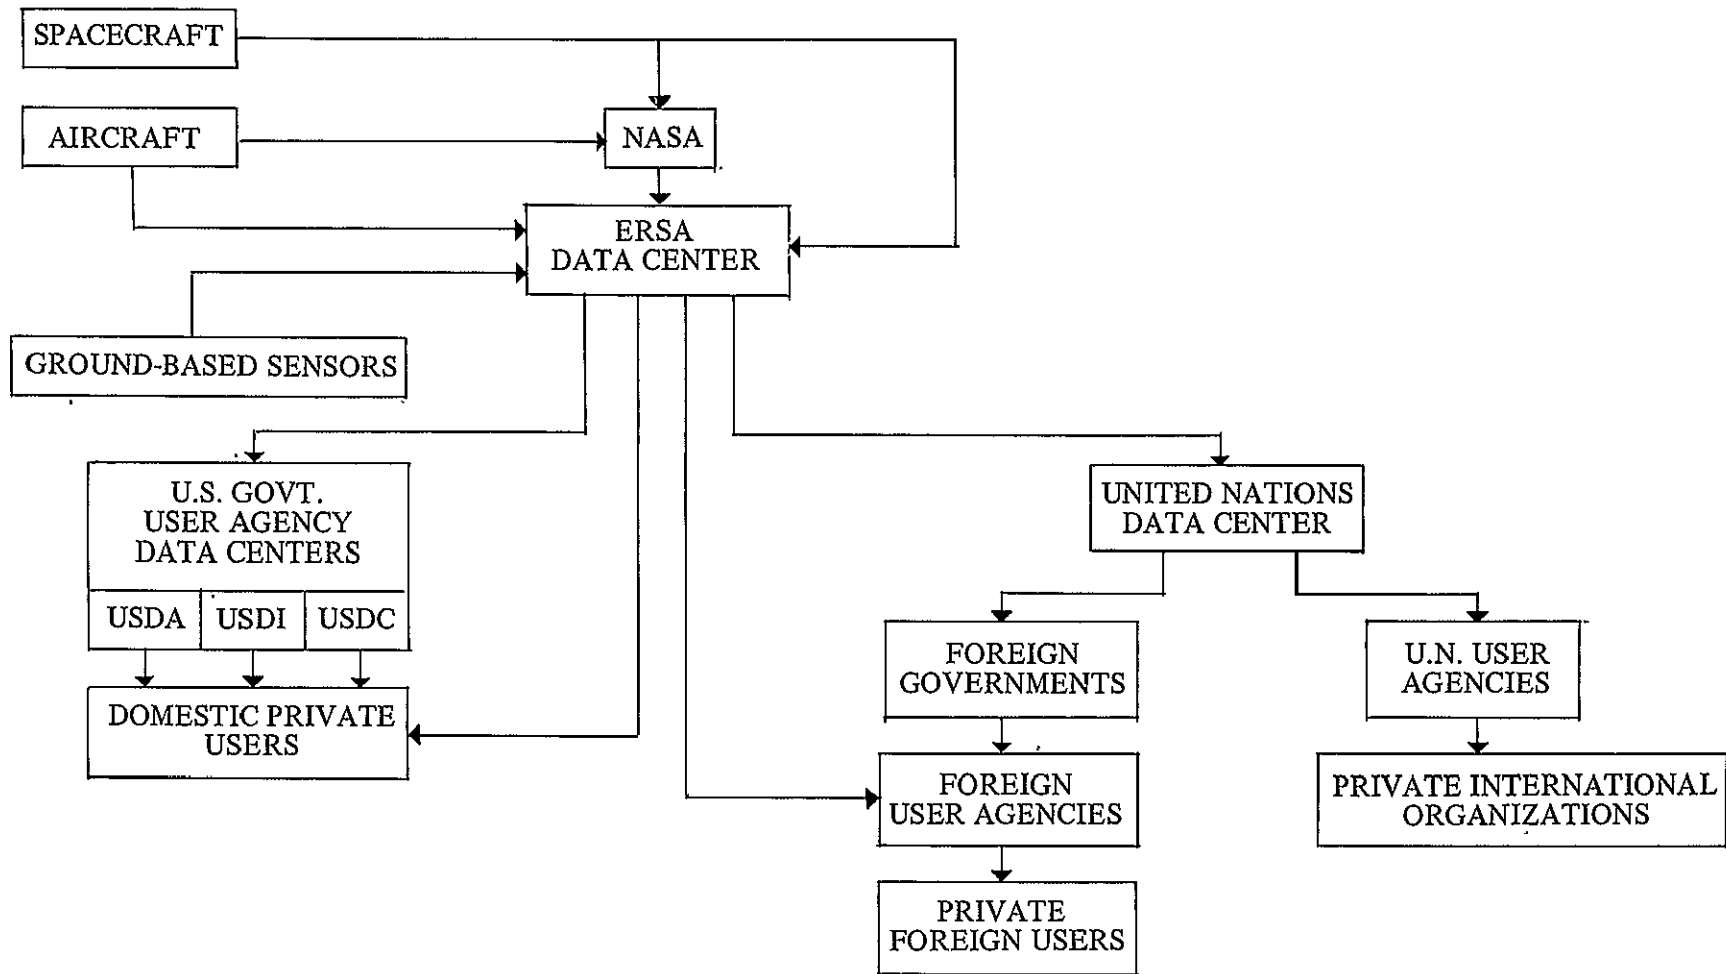 SPACECRAFT
AIRCRAFT
NASA
ERSA
DATA CENTER
GROUND-BASED SENSORS
U.S. GOVT.
USER AGENCY
DATA CENTERS
USDA
USDI
USDC
DOMESTIC PRIVATE
USERS
UNITED NATIONS
DATA CENTER
FOREIGN
GOVERNMENTS
U.N. USER
AGENCIES
FOREIGN
USER AGENCIES
PRIVATE INTERNATIONAL
ORGANIZATIONS
PRIVATE
FOREIGN USERS